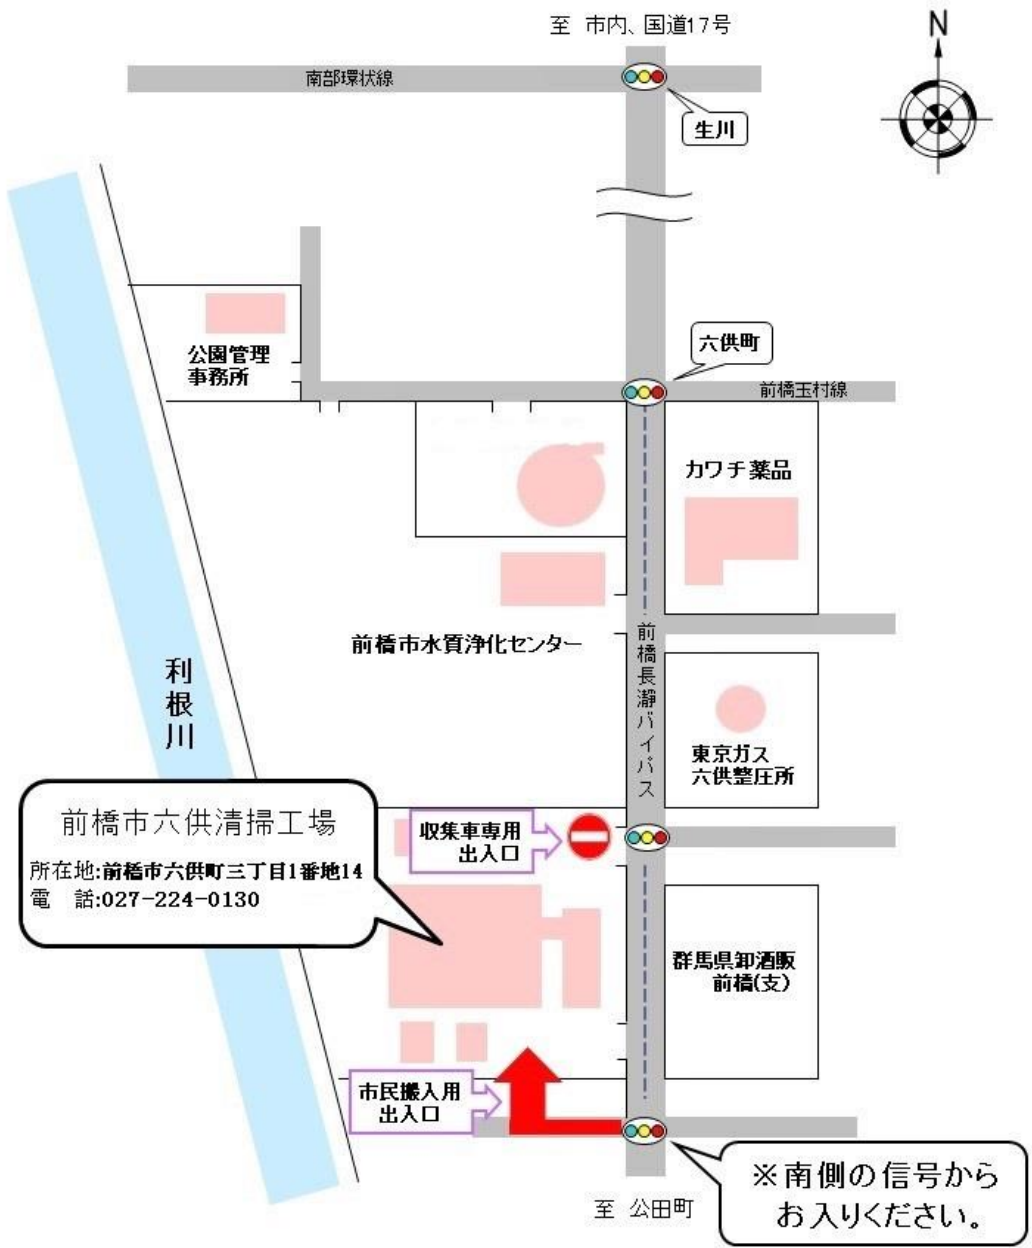 至 市内、国道17号
N
南部環状線
生川
六供町
公園管理
事務所
前橋玉村線
カワチ薬品
前橋市水質浄化センター
前橋長瀞バイパス
利根川
東京ガス
六供整圧所
前橋市六供清掃工場
所在地:前橋市六供町三丁目1番地14
電 話:027-224-0130
収集車専用
出入口
群馬県卸酒販
前橋(支)
市民搬入用
出入口
※南側の信号から
お入りください。
至 公田町